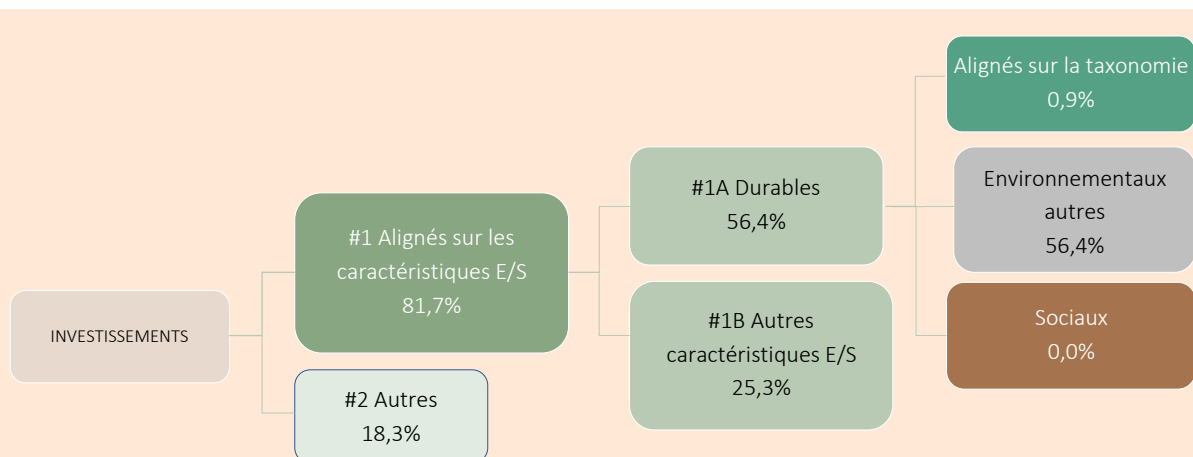 INVESTISSEMENTS
#1 Alignés sur les
caractéristiques E/S
81,7%
#2 Autres
18,3%
#1A Durables
56,4%
#1B Autres
caractéristiques E/S
25,3%
Alignés sur la taxonomie
0,9%
Environnementaux
autres
56,4%
Sociaux
0,0%